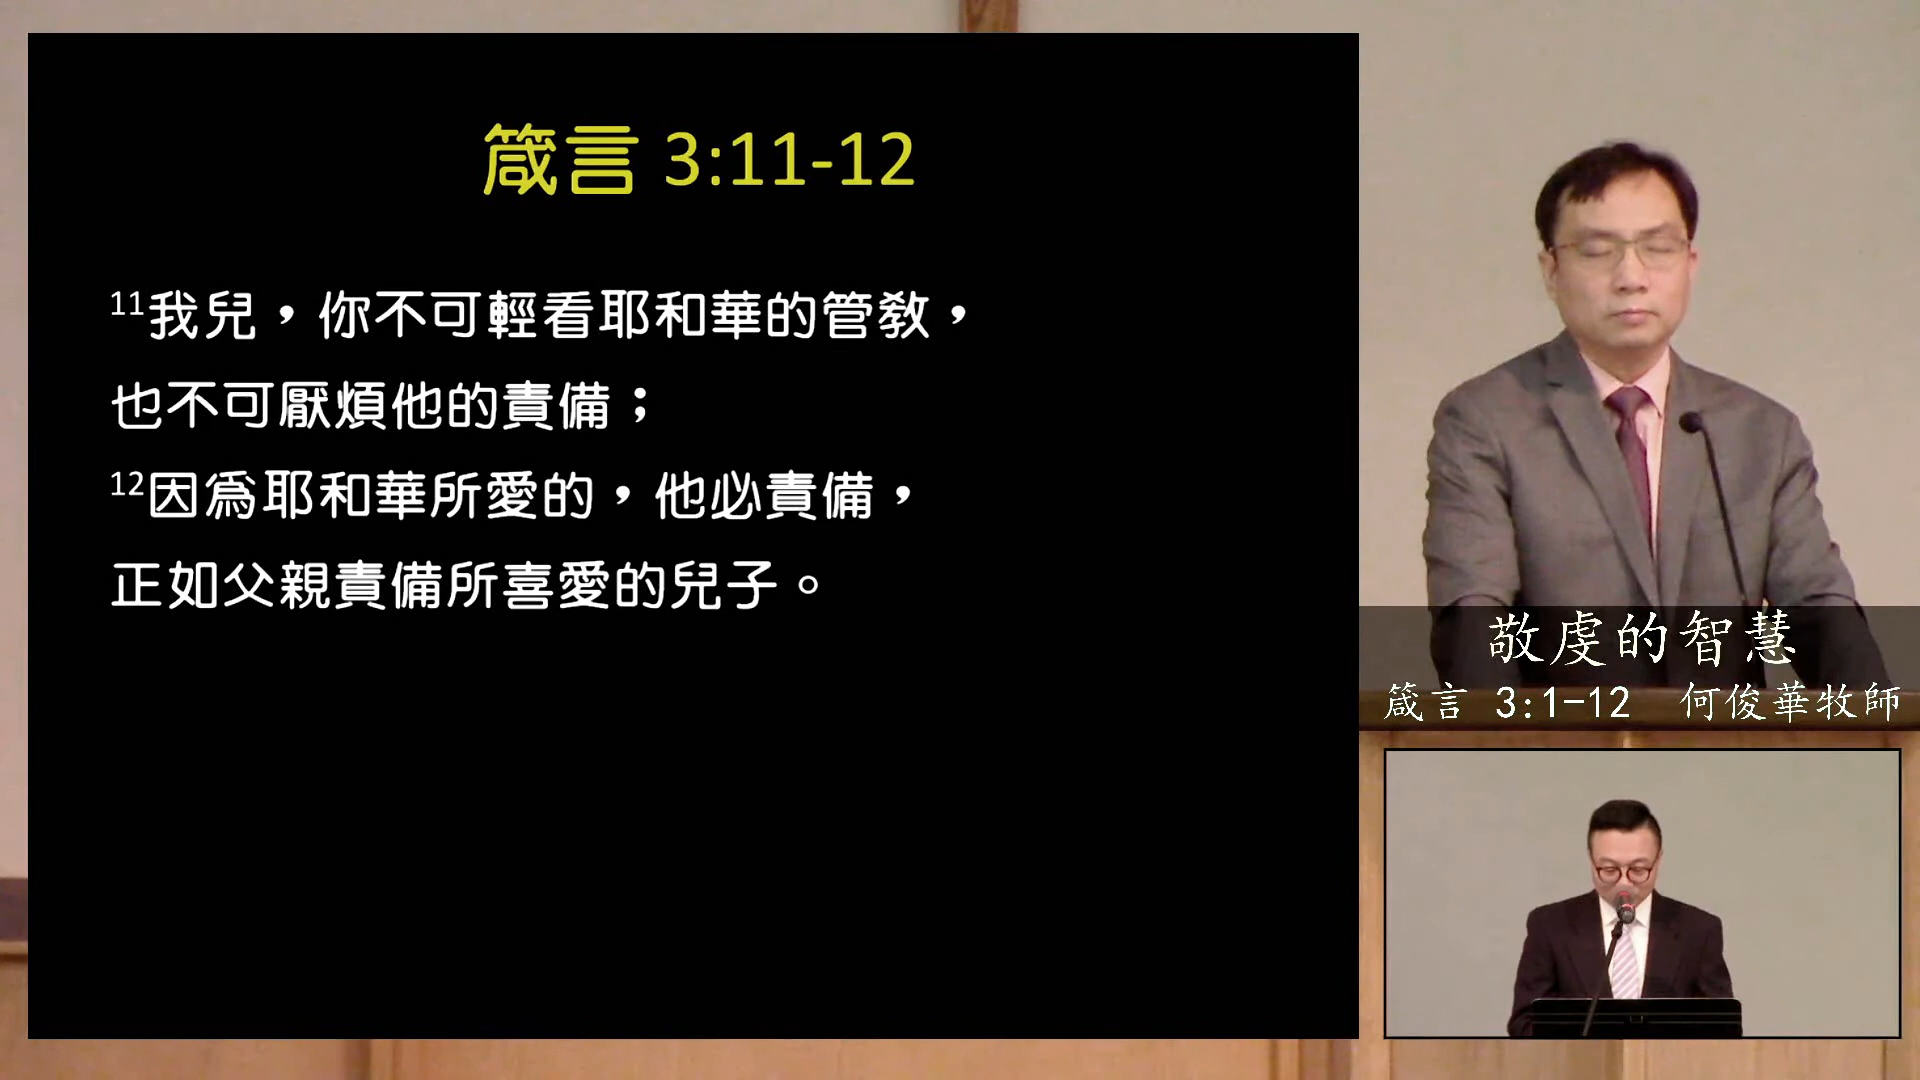 箴言 3:11-12
11我兒，你不可輕看耶和華的管教，
也不可厭煩他的責備；
12因為耶和華所愛的，他必責備，
正如父親責備所喜愛的兒子。
敬虔的智慧
箴言 3:1-12 何俊華牧師